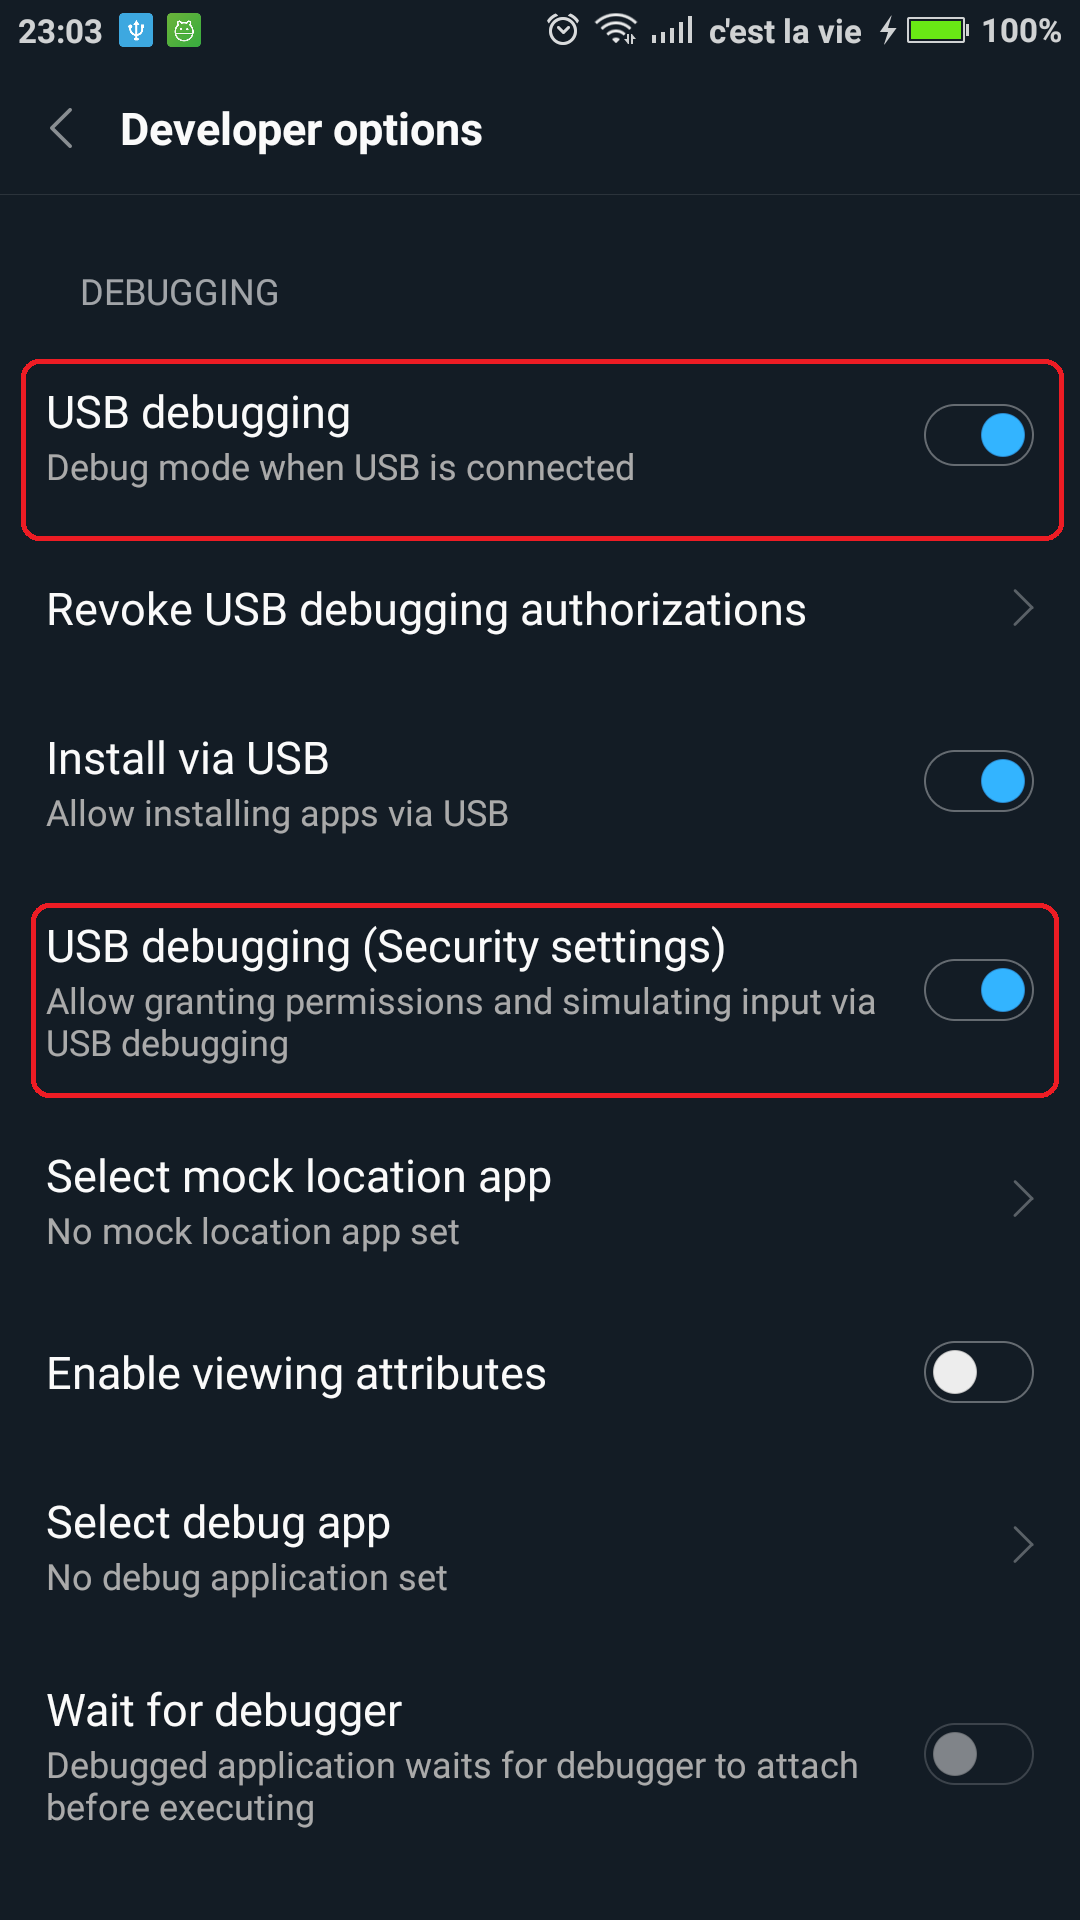 23:03 c'est la vie 100%
Developer options
DEBUGGING
USB debugging
Debug mode when USB is connected
Revoke USB debugging authorizations
Install via USB
Allow installing apps via USB
USB debugging (Security settings)
Allow granting permissions and simulating input via
USB debugging
Select mock location app
No mock location app set
Enable viewing attributes
Select debug app
No debug application set
Wait for debugger
Debugged application waits for debugger to attach
before executing